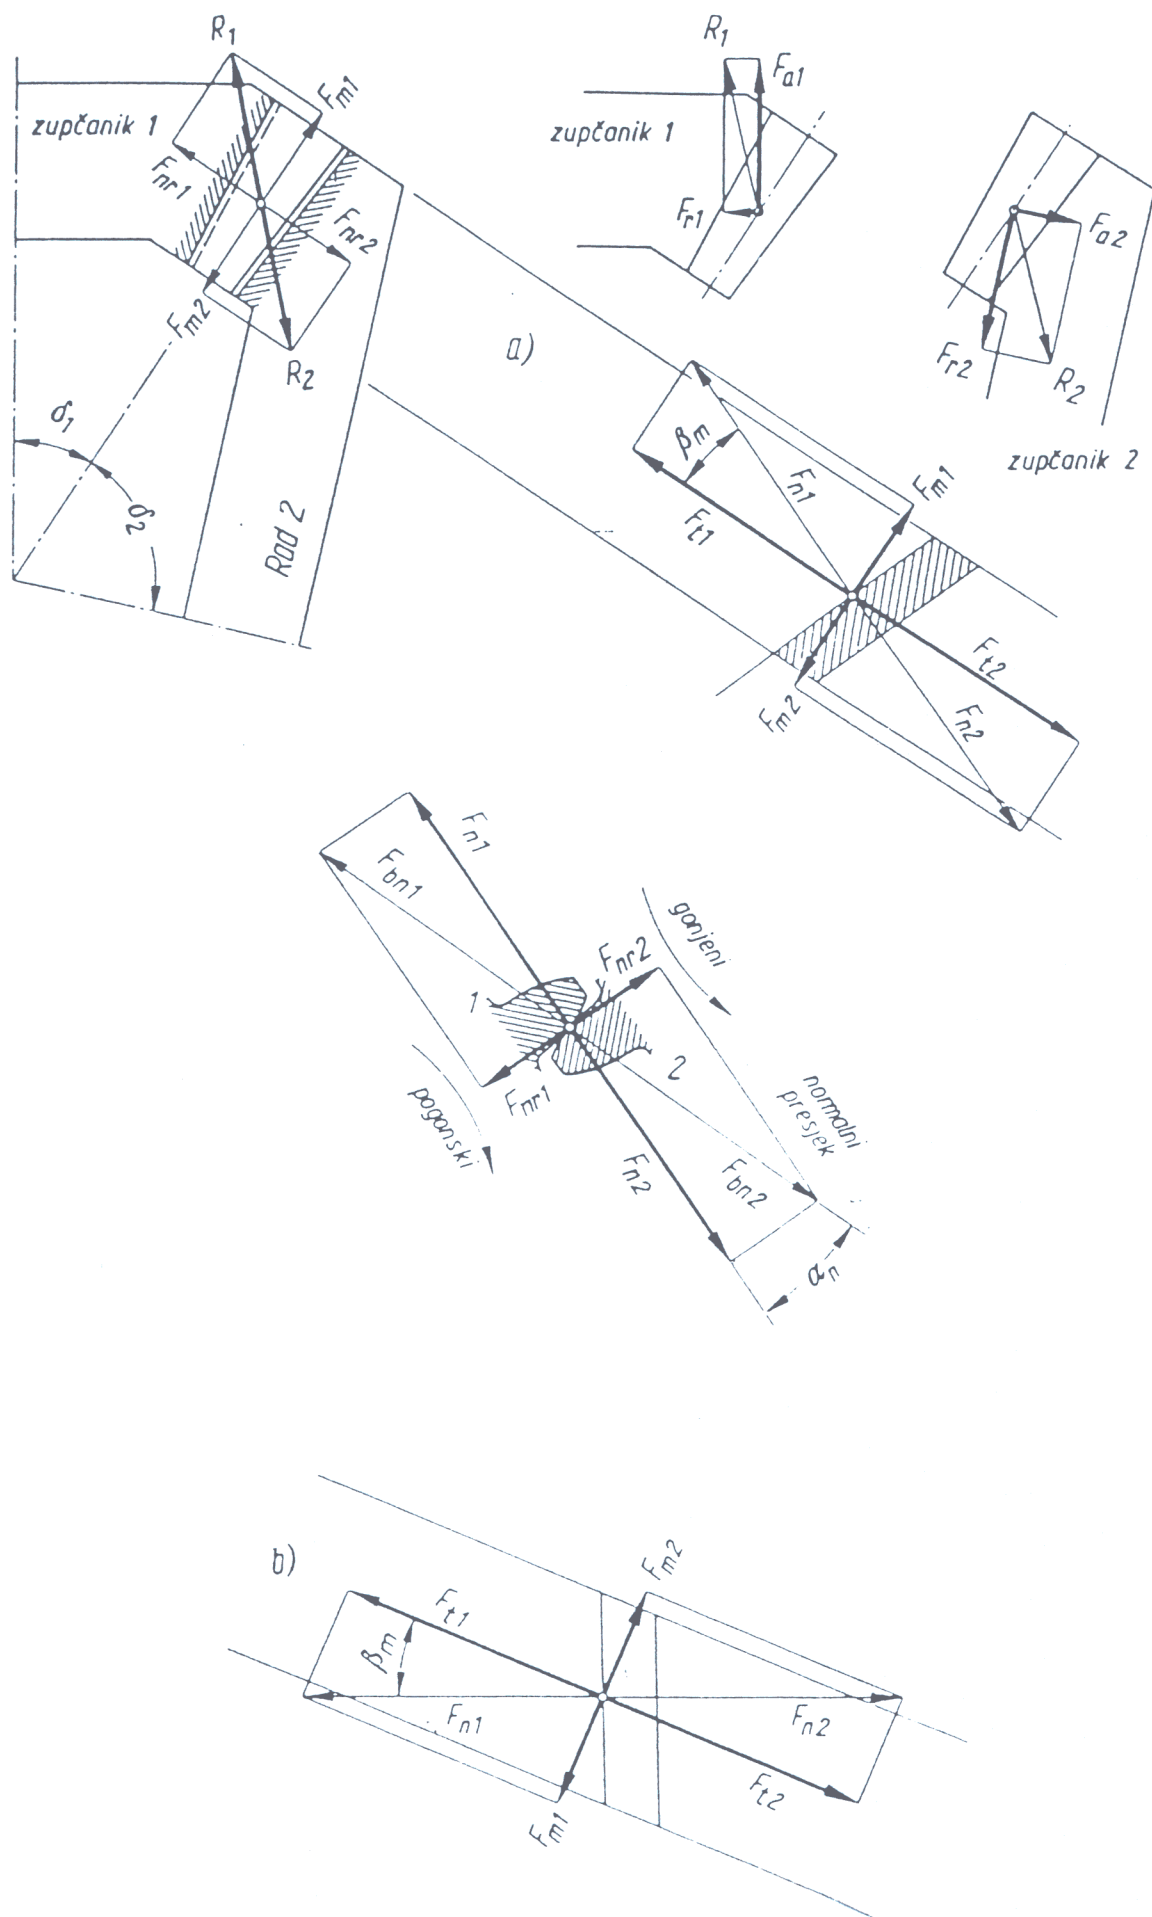 R1
Fm1
zupčanik 1
Fnr1
Fnr2
Fm2
R2
δ1
δ2
Rad 2
R1
Fa1
zupčanik 1
Fr1
Fa2
Fr2
R2
zupčanik 2
a)
βm
Fn1
Fm1
Ft1
Ft2
Fm2
Fn2
Fn1
Fbn1
gonjeni
Fnr2
1
2
Fnr1
pogonski
normalni
presjek
Fn2
Fbn2
αn
b)
Fm2
Ft1
βm
Fn1
Fn2
Ft2
Fm1